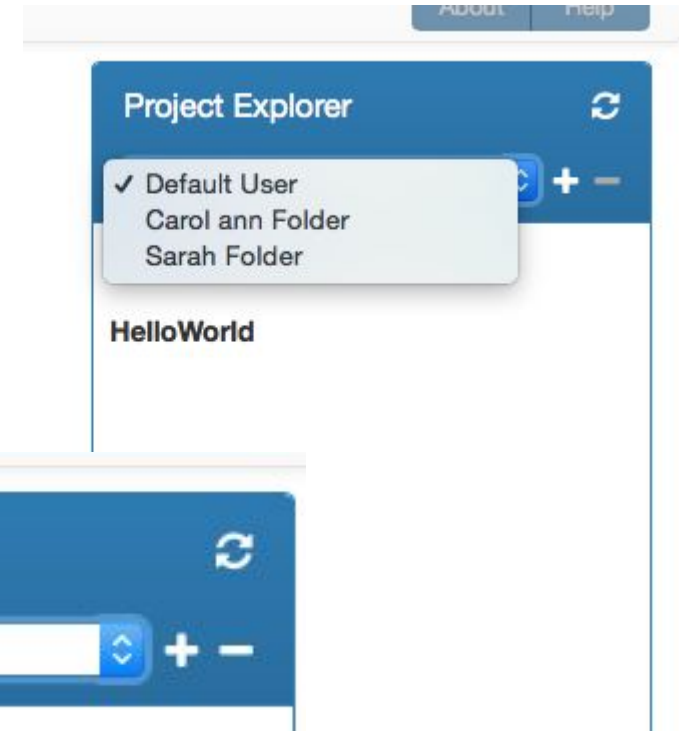 About Help
Project Explorer
✓ Default User
Carol ann Folder
Sarah Folder
HelloWorld